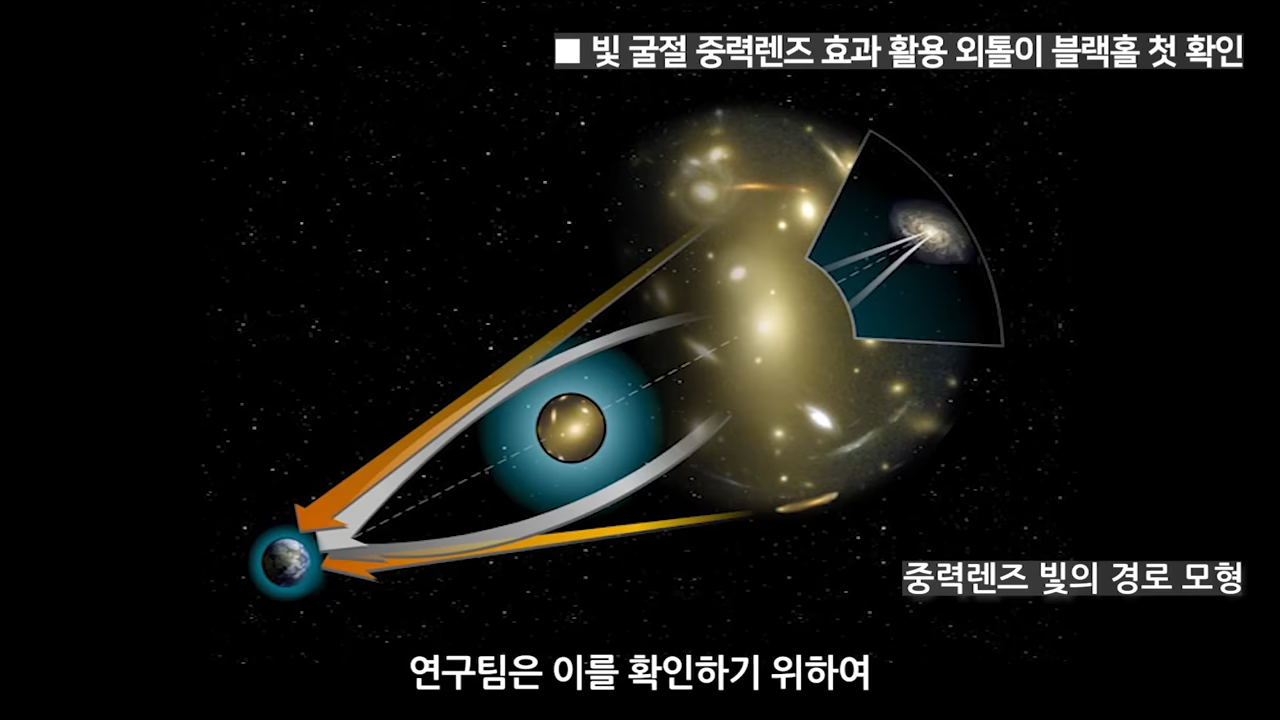 ■ 빛 굴절 중력렌즈 효과 활용 외톨이 블랙홀 첫 확인
중력렌즈 빛의 경로 모형
연구팀은 이를 확인하기 위하여